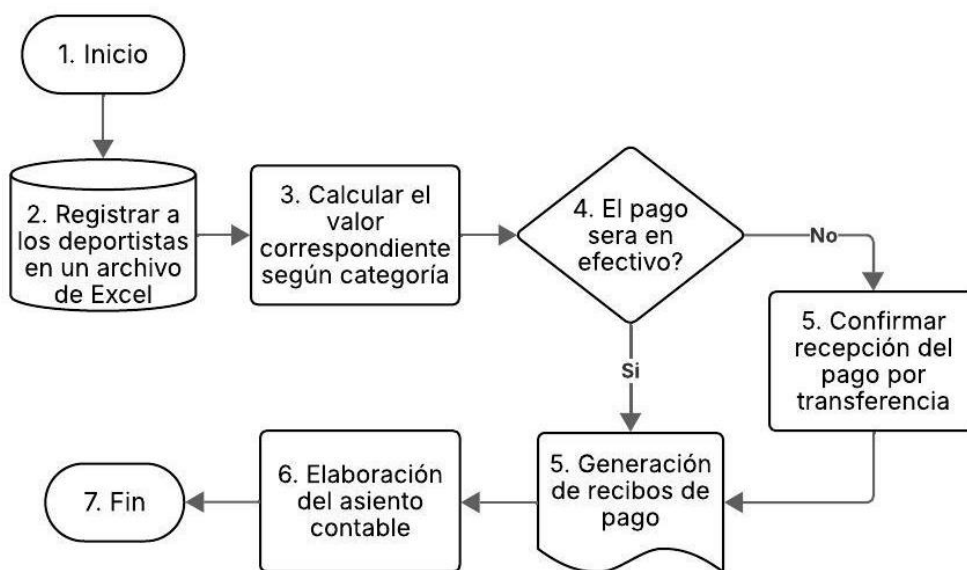 1. Inicio
2. Registrar a
los deportistas
en un archivo
de Excel
3. Calcular el
valor
correspondiente
según categoría
4. El pago
sera en
efectivo?
No
Si
5. Confirmar
recepción del
pago por
transferencia
5. Generación
de recibos de
pago
6. Elaboración
del asiento
contable
7. Fin